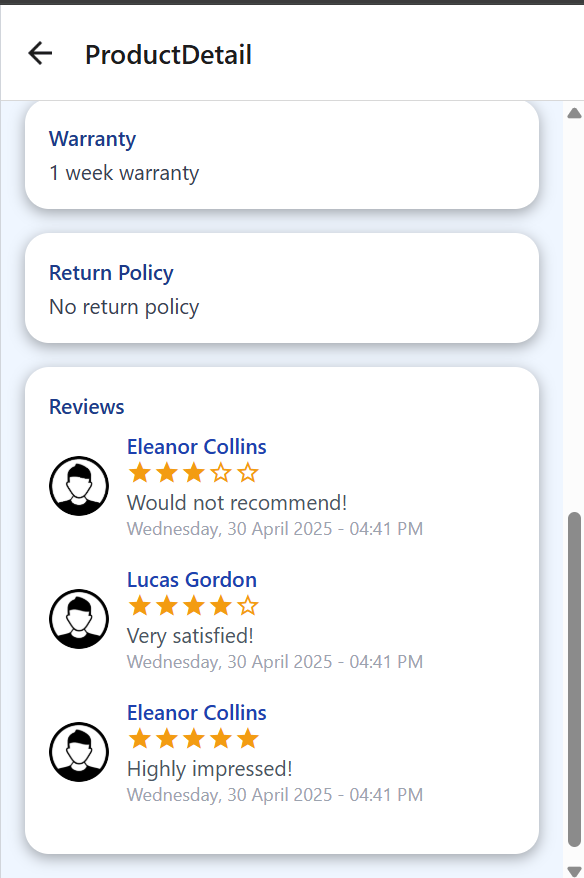 ProductDetail
Warranty
1 week warranty
Return Policy
No return policy
Reviews
Eleanor Collins
Would not recommend!
Wednesday, 30 April 2025 - 04:41 PM
Lucas Gordon
Very satisfied!
Wednesday, 30 April 2025 - 04:41 PM
Eleanor Collins
Highly impressed!
Wednesday, 30 April 2025 - 04:41 PM